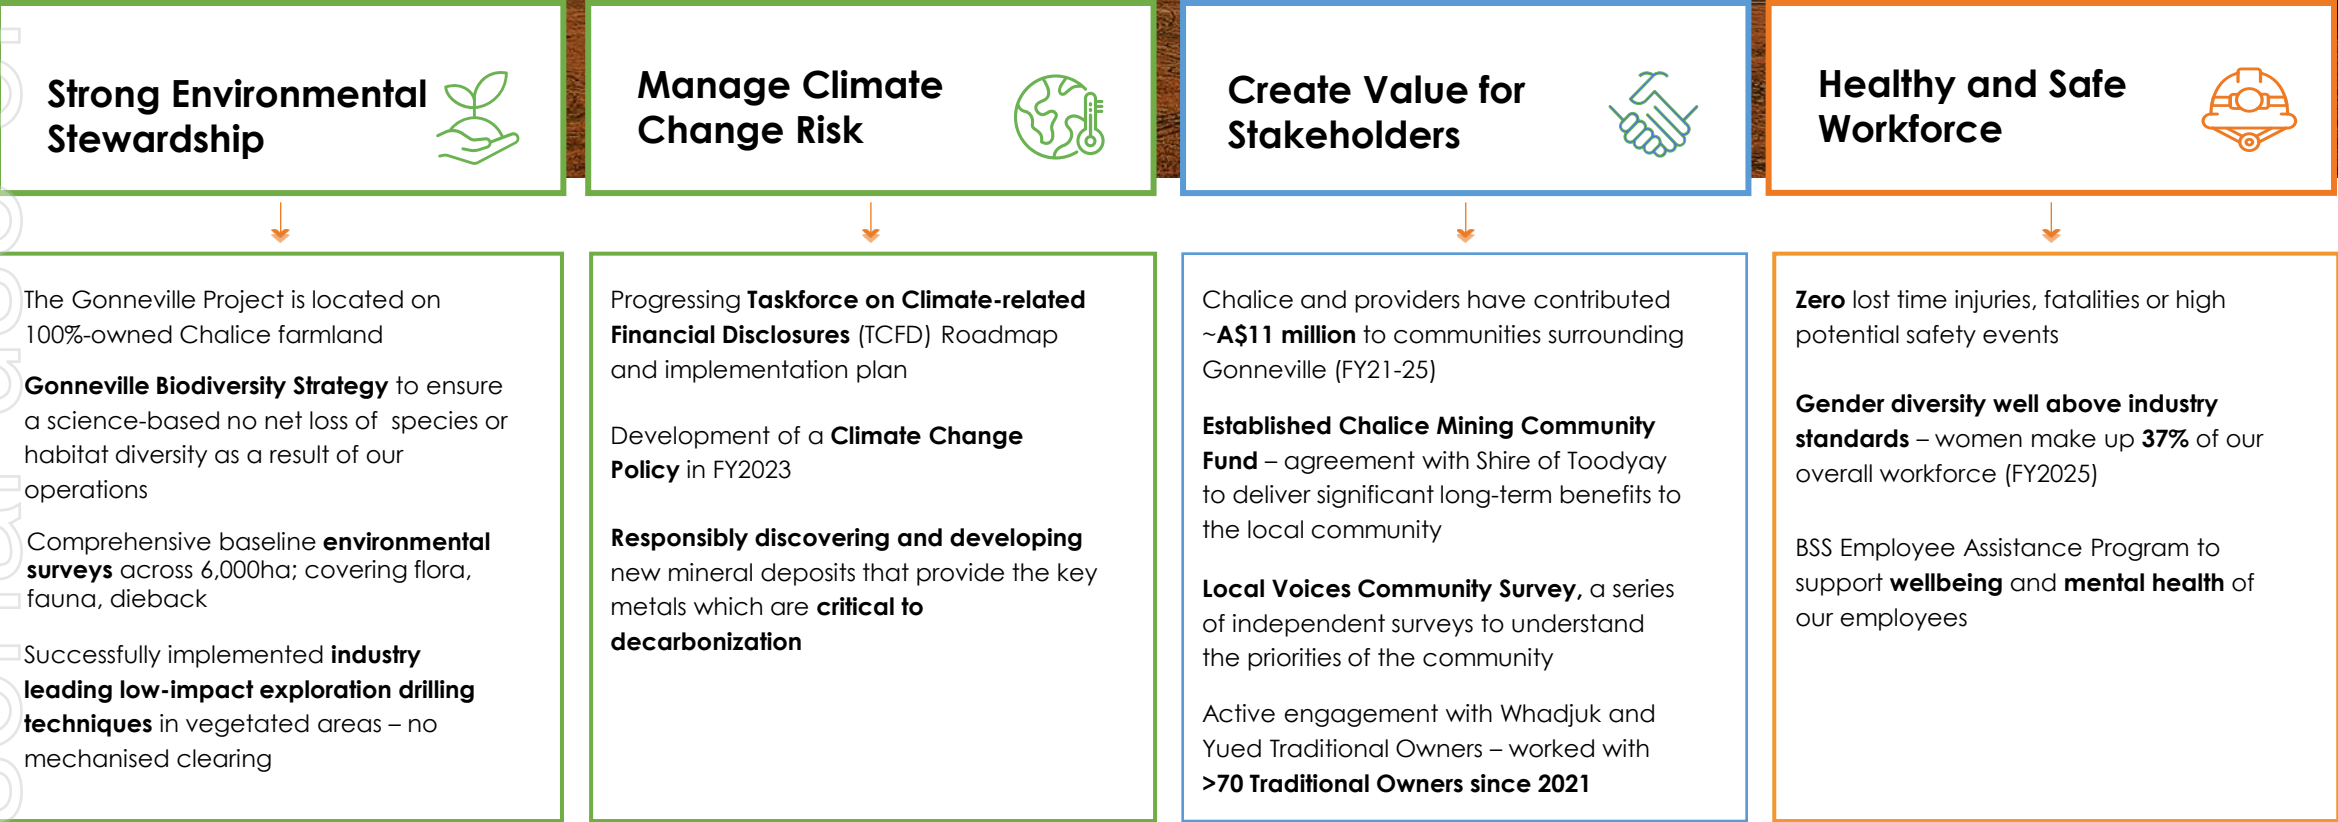 Strong Environmental
Stewardship
The Gonneville Project is located on
100%-owned Chalice farmland
Gonneville Biodiversity Strategy to ensure
a science-based no net loss of species or
habitat diversity as a result of our
operations
Comprehensive baseline environmental
surveys across 6,000ha; covering flora,
fauna, dieback
Successfully implemented industry
leading low-impact exploration drilling
techniques in vegetated areas – no
mechanised clearing
Manage Climate
Change Risk
Progressing Taskforce on Climate-related
Financial Disclosures (TCFD) Roadmap
and implementation plan
Development of a Climate Change
Policy in FY2023
Responsibly discovering and developing
new mineral deposits that provide the key
metals which are critical to
decarbonization
Create Value for
Stakeholders
Chalice and providers have contributed
~A$11 million to communities surrounding
Gonneville (FY21-25)
Established Chalice Mining Community
Fund – agreement with Shire of Toodyay
to deliver significant long-term benefits to
the local community
Local Voices Community Survey, a series
of independent surveys to understand
the priorities of the community
Active engagement with Whadjuk and
Yued Traditional Owners – worked with
>70 Traditional Owners since 2021
Healthy and Safe
Workforce
Zero lost time injuries, fatalities or high
potential safety events
Gender diversity well above industry
standards – women make up 37% of our
overall workforce (FY2025)
BSS Employee Assistance Program to
support wellbeing and mental health of
our employees